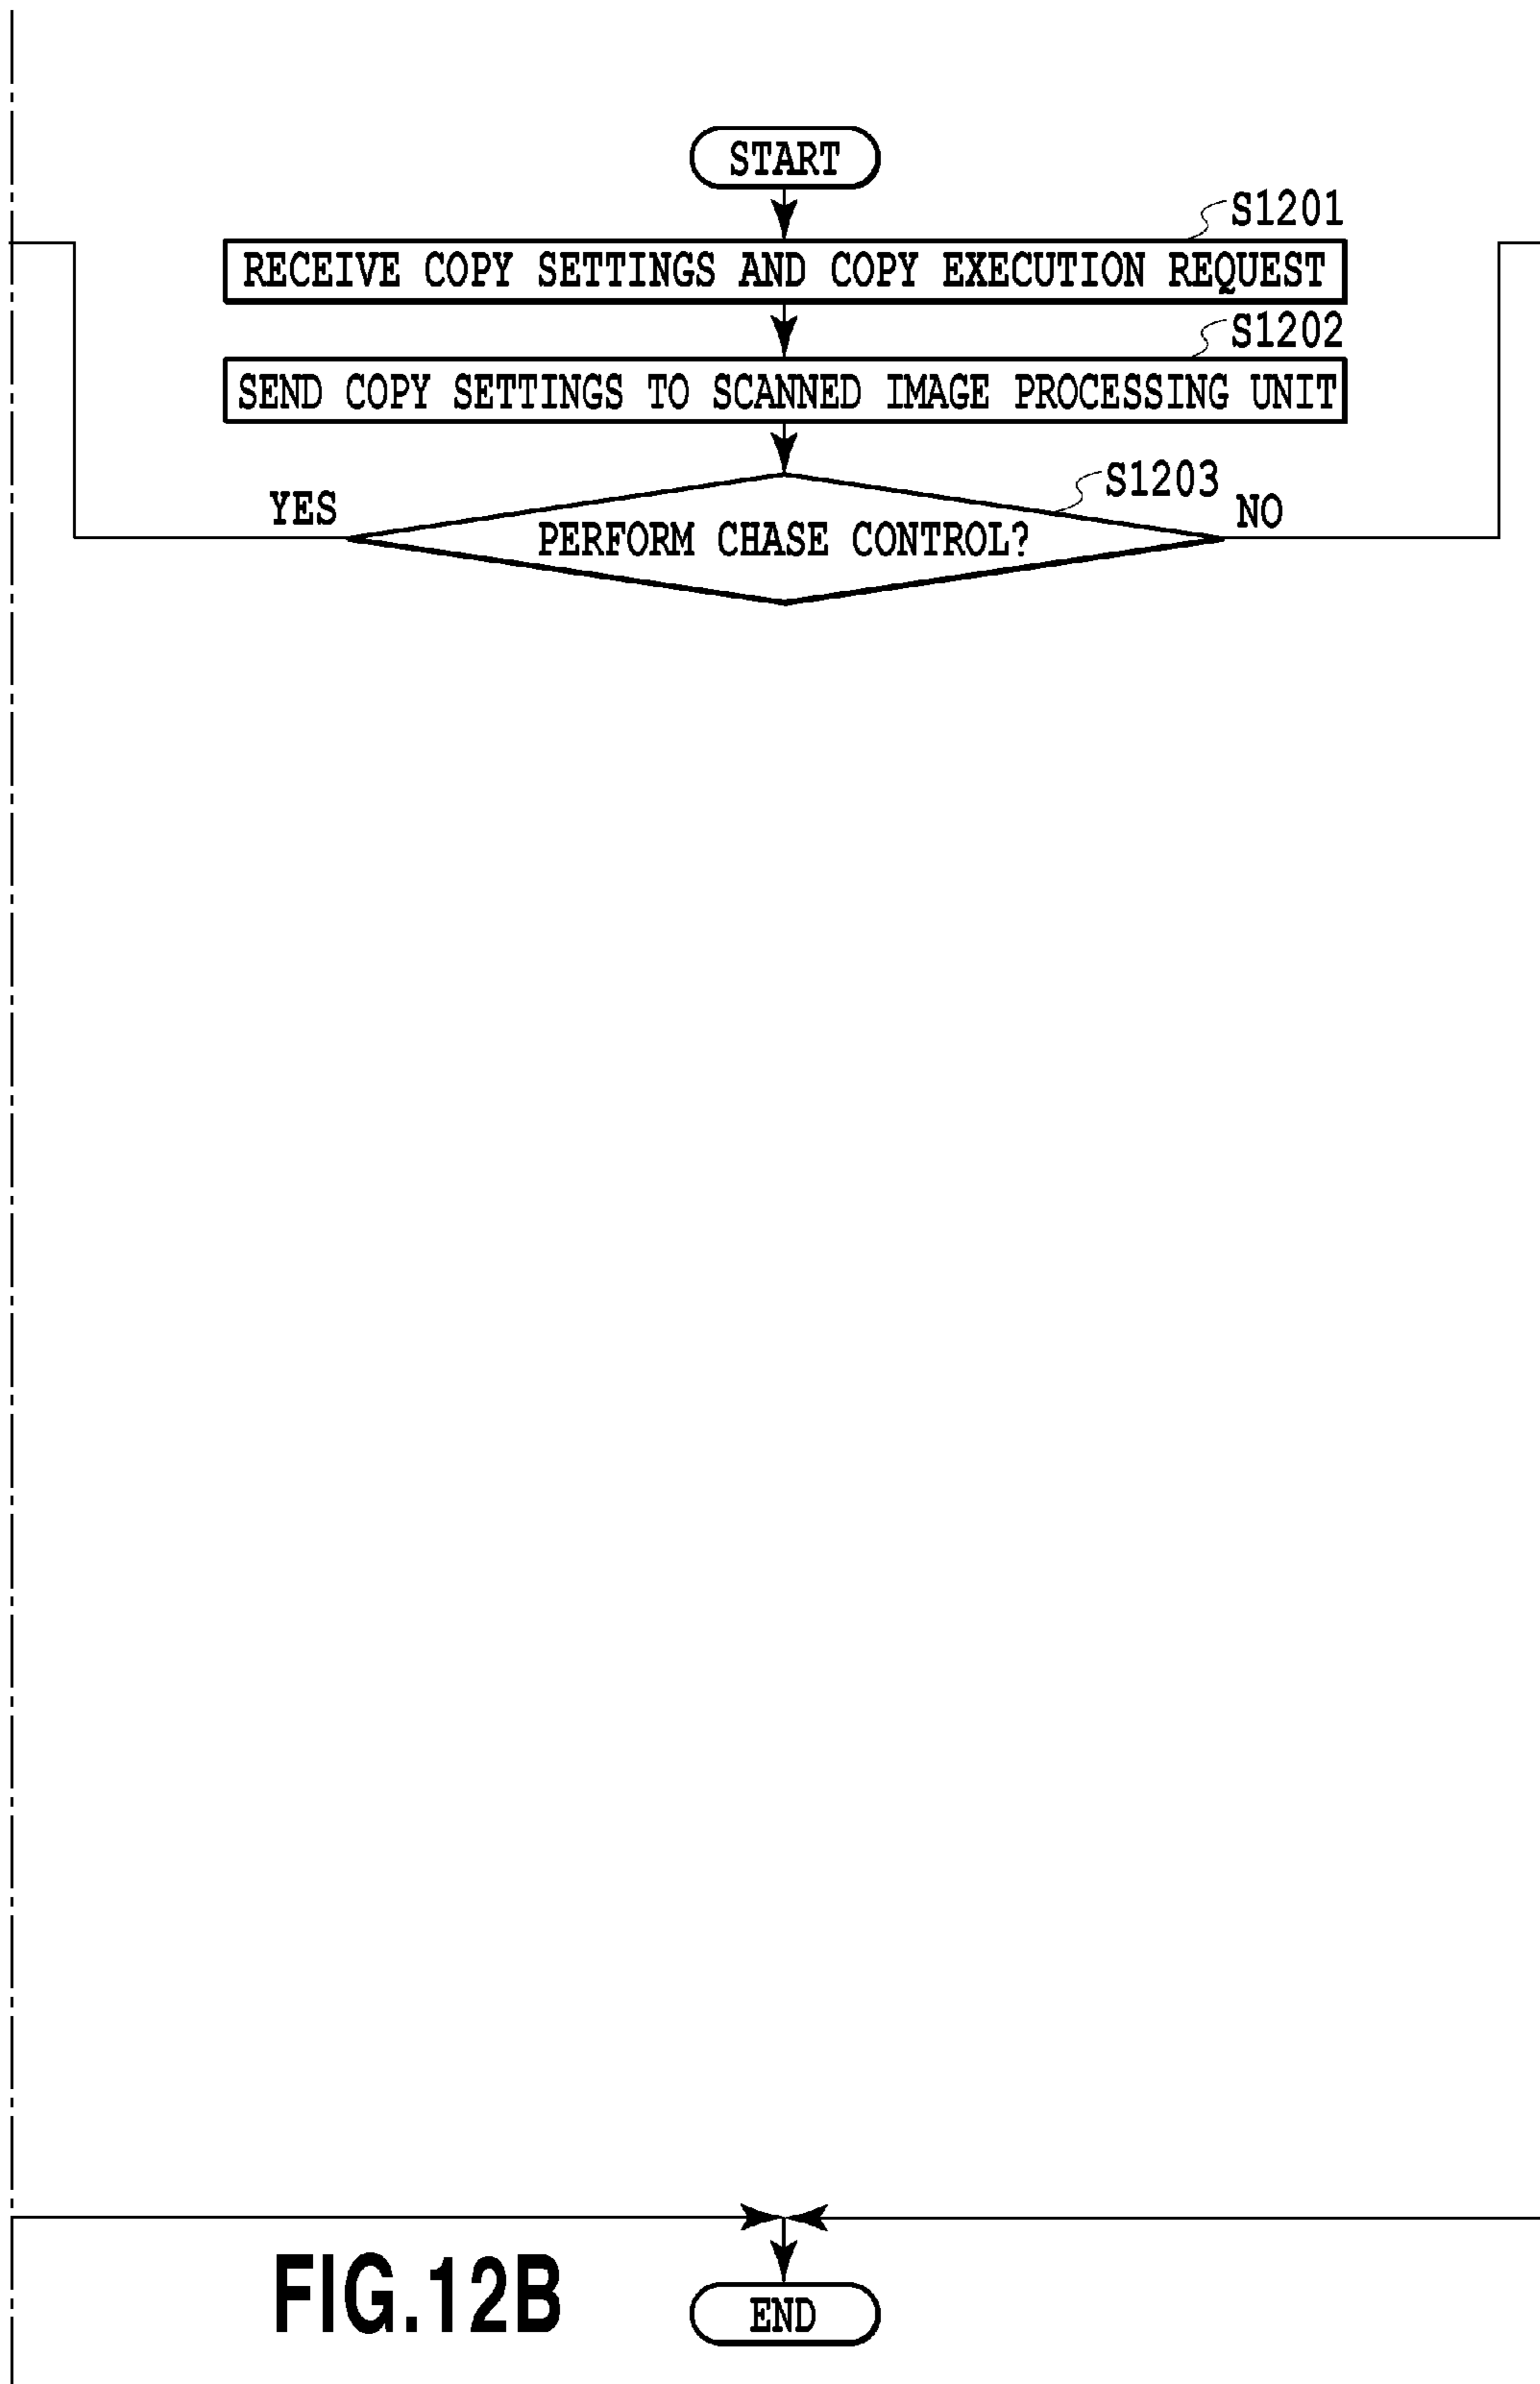 START
S1201
RECEIVE COPY SETTINGS AND COPY EXECUTION REQUEST
S1202
SEND COPY SETTINGS TO SCANNED IMAGE PROCESSING UNIT
S1203
YES
NO
PERFORM CHASE CONTROL?
FIG.12B
END